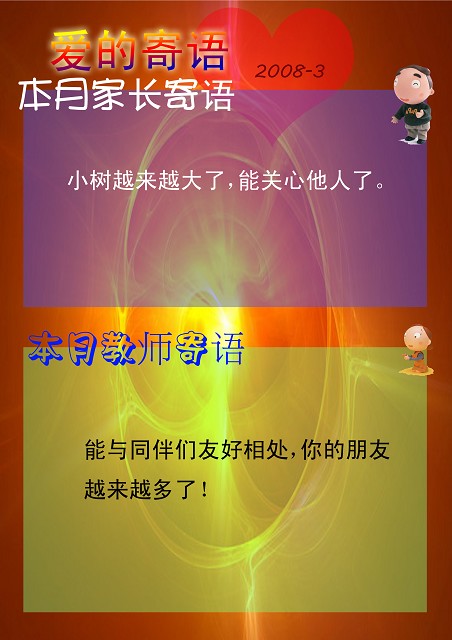 爱的寄语
2008-3
本月家长寄语
小树越来越大了,能关心他人了。
本月教师寄语
能与同伴们友好相处,你的朋友
越来越多了!